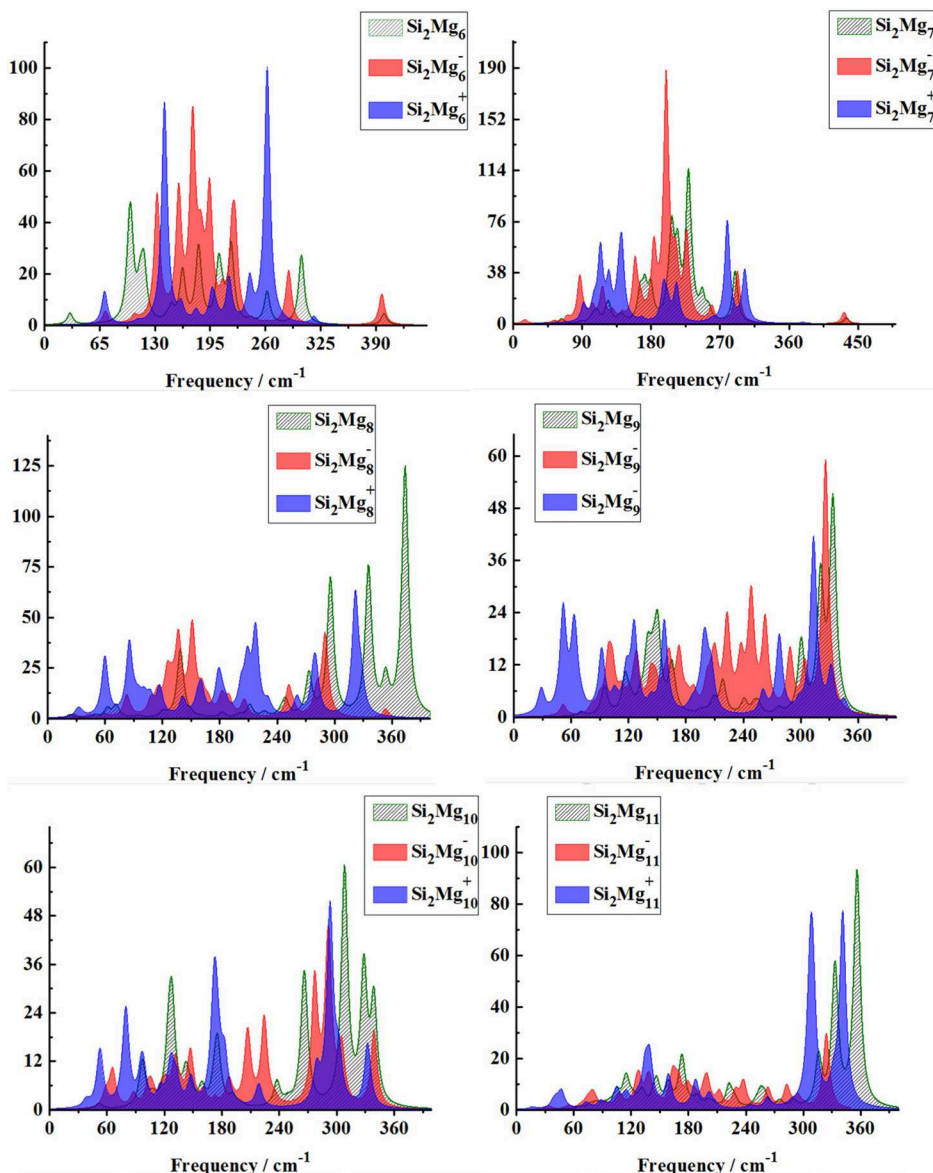 Si₂Mg₆
Si₂Mg₆⁻
Si₂Mg₆⁺
100
80
60
40
20
0
0 65 130 195 260 325 390
Frequency / cm⁻¹
Si₂Mg₇
Si₂Mg₇⁻
Si₂Mg₇⁺
190
152
114
76
38
0
0 90 180 270 360 450
Frequency / cm⁻¹
Si₂Mg₈
Si₂Mg₈⁻
Si₂Mg₈⁺
125
100
75
50
25
0
0 60 120 180 240 300 360
Frequency / cm⁻¹
Si₂Mg₉
Si₂Mg₉⁻
Si₂Mg₉⁻
60
48
36
24
12
0
0 60 120 180 240 300 360
Frequency / cm⁻¹
Si₂Mg₁₀
Si₂Mg₁₀⁻
Si₂Mg₁₀⁺
60
48
36
24
12
0
0 60 120 180 240 300 360
Frequency / cm⁻¹
Si₂Mg₁₁
Si₂Mg₁₁⁻
Si₂Mg₁₁⁺
100
80
60
40
20
0
0 60 120 180 240 300 360
Frequency / cm⁻¹